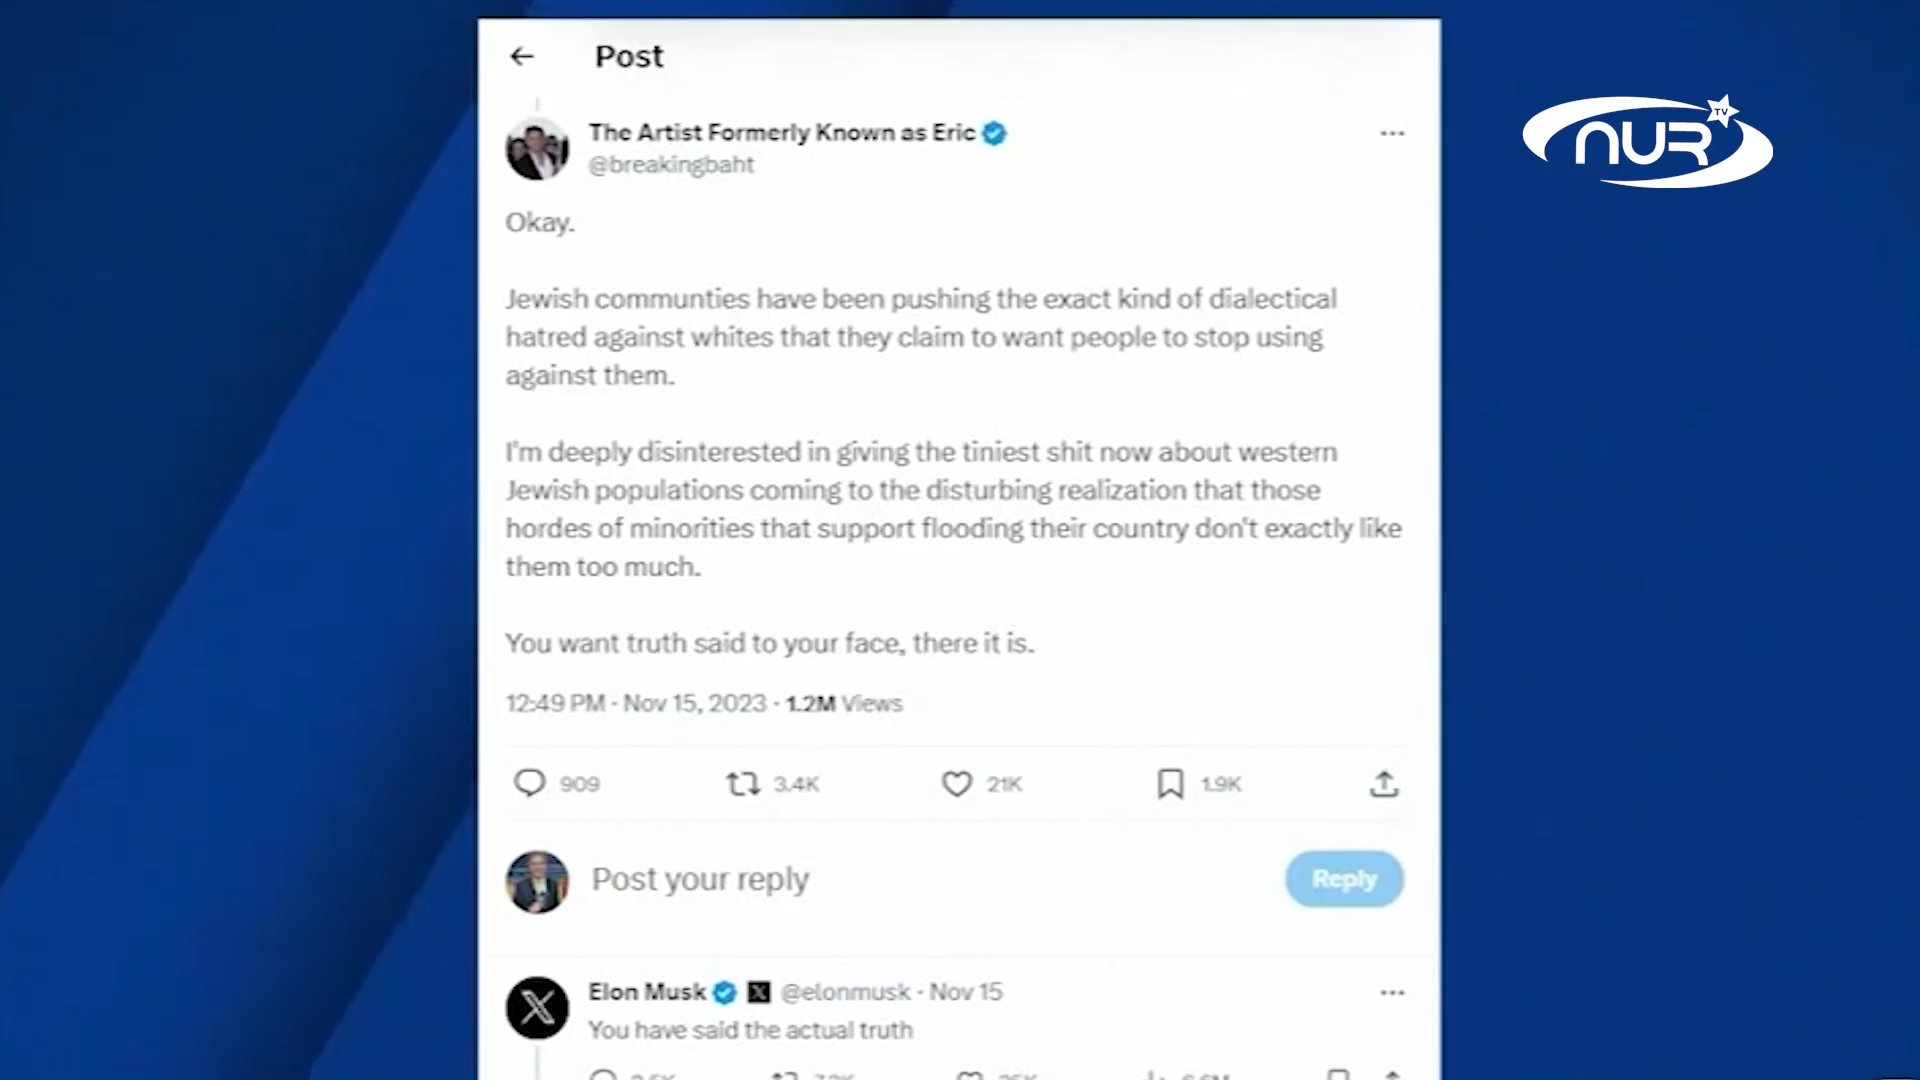 Post
The Artist Formerly Known as Eric
@breakingbaht
NUR TV
Okay.
Jewish communties have been pushing the exact kind of dialectical
hatred against whites that they claim to want people to stop using
against them.
I'm deeply disinterested in giving the tiniest shit now about western
Jewish populations coming to the disturbing realization that those
hordes of minorities that support flooding their country don't exactly like
them too much.
You want truth said to your face, there it is.
12:49 PM · Nov 15, 2023 · 1.2M Views
909 3.4K 21K 1.9K
Post your reply
Reply
Elon Musk X @elonmusk · Nov 15
You have said the actual truth